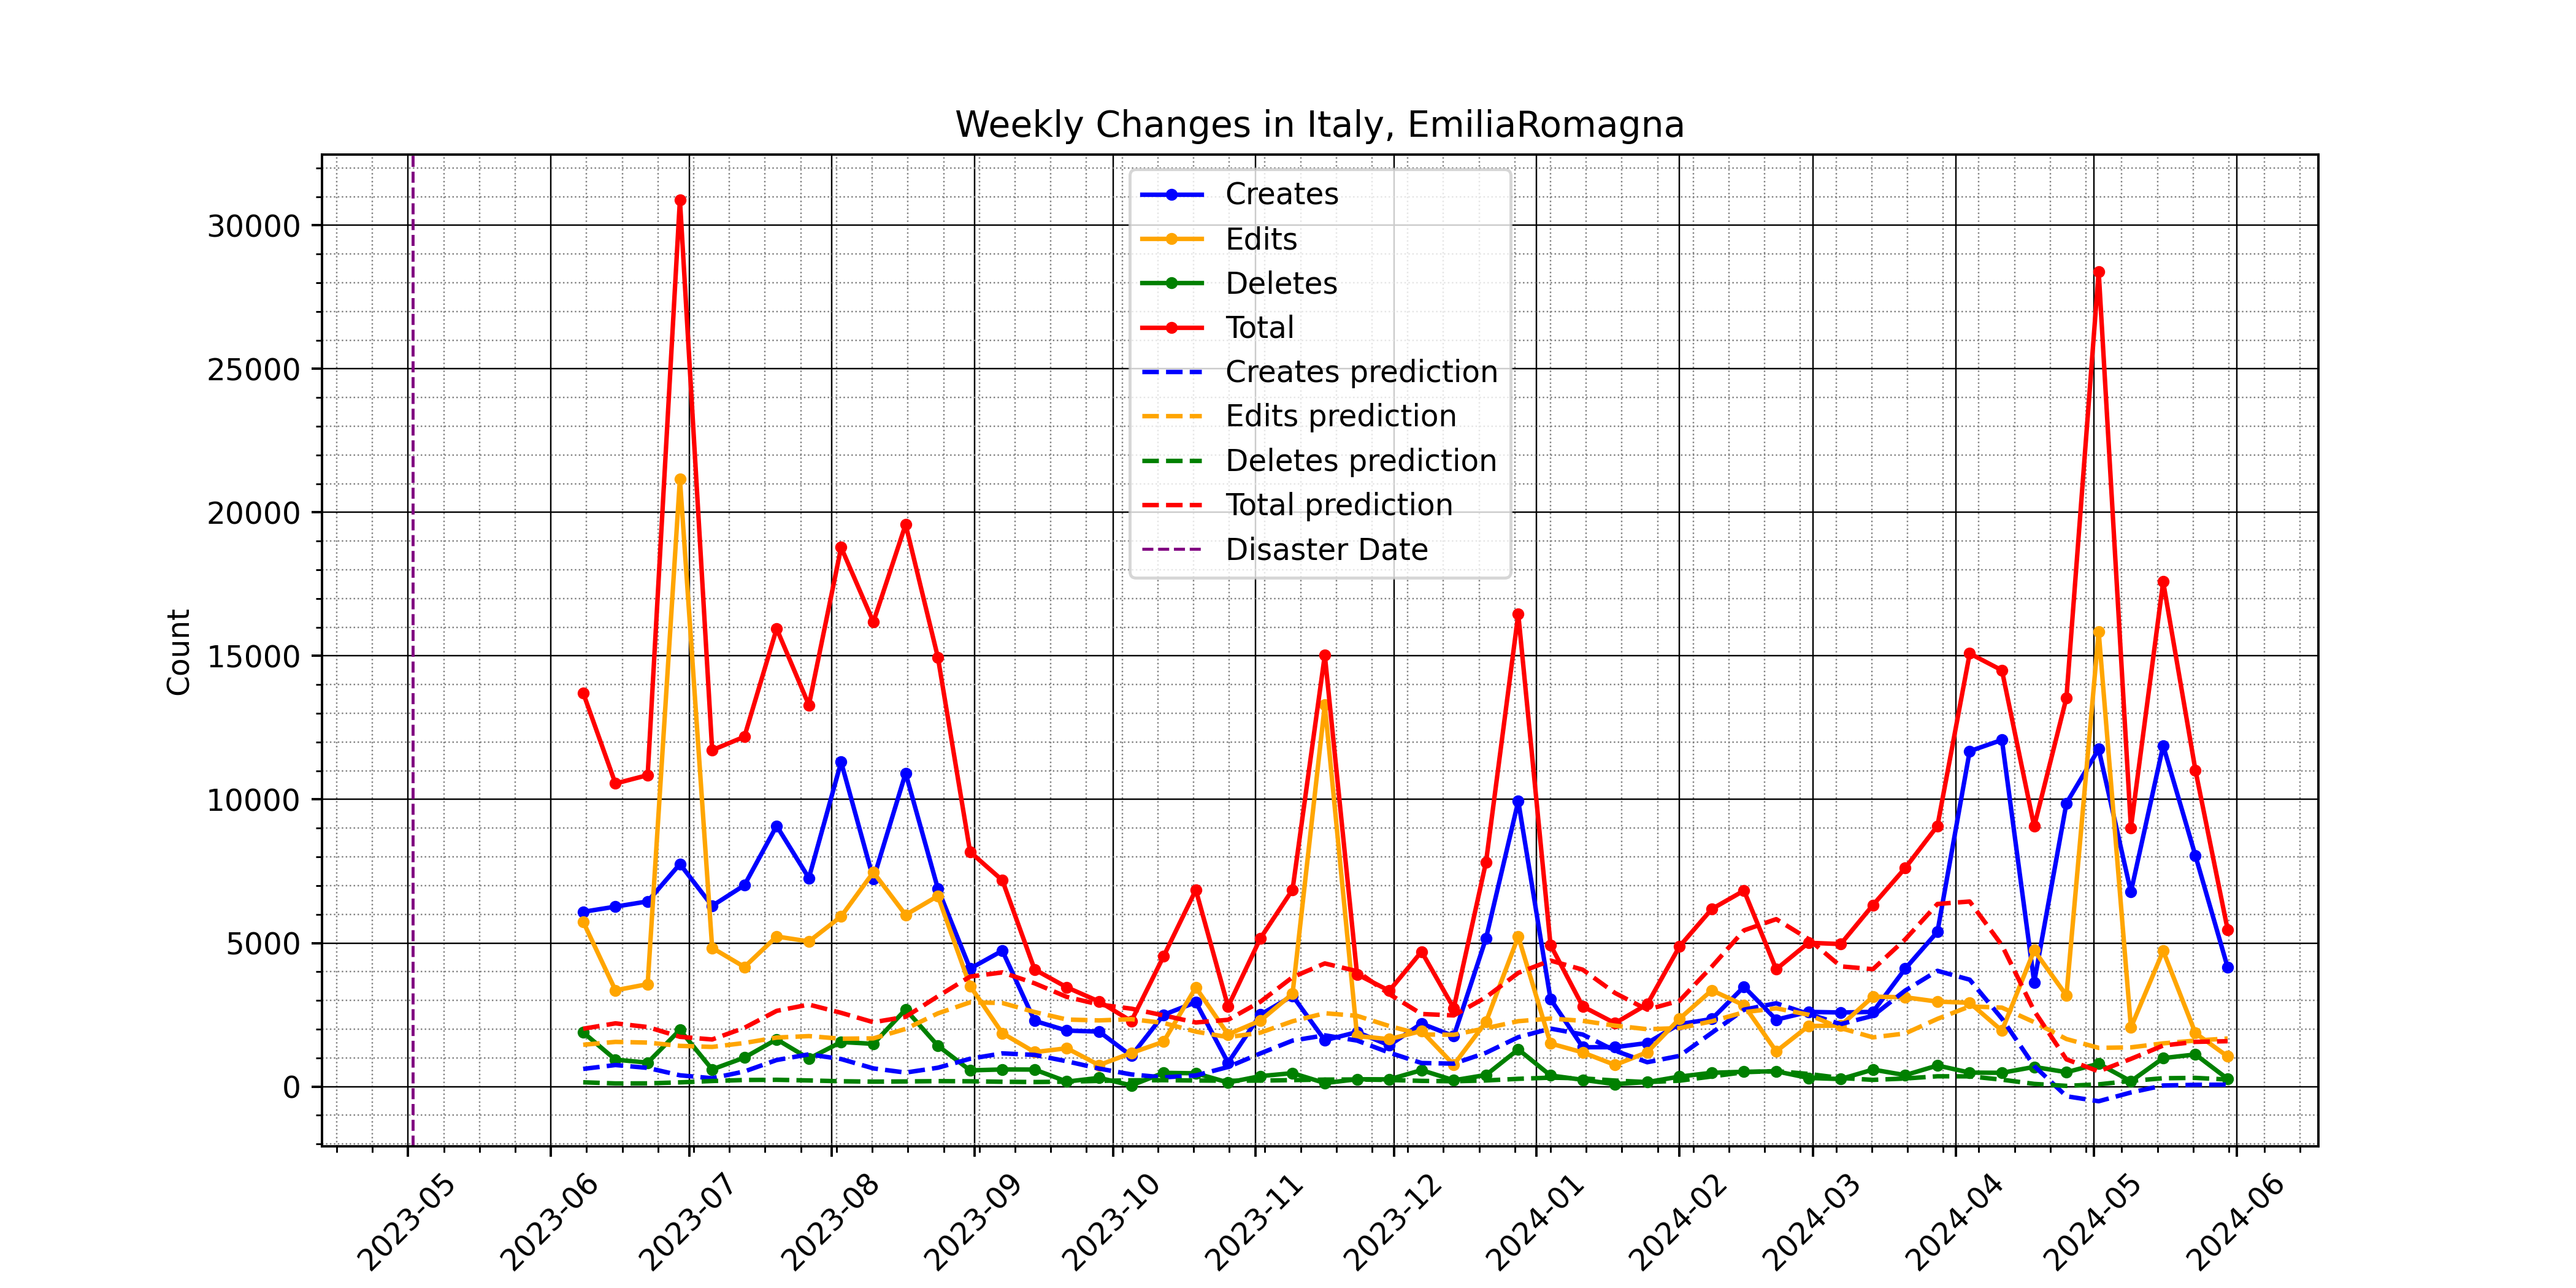 Weekly Changes in Italy, EmiliaRomagna
Count
30000
25000
20000
15000
10000
5000
0
Creates
Edits
Deletes
Total
Creates prediction
Edits prediction
Deletes prediction
Total prediction
Disaster Date
2023-05
2023-06
2023-07
2023-08
2023-09
2023-10
2023-11
2023-12
2024-01
2024-02
2024-03
2024-04
2024-05
2024-06